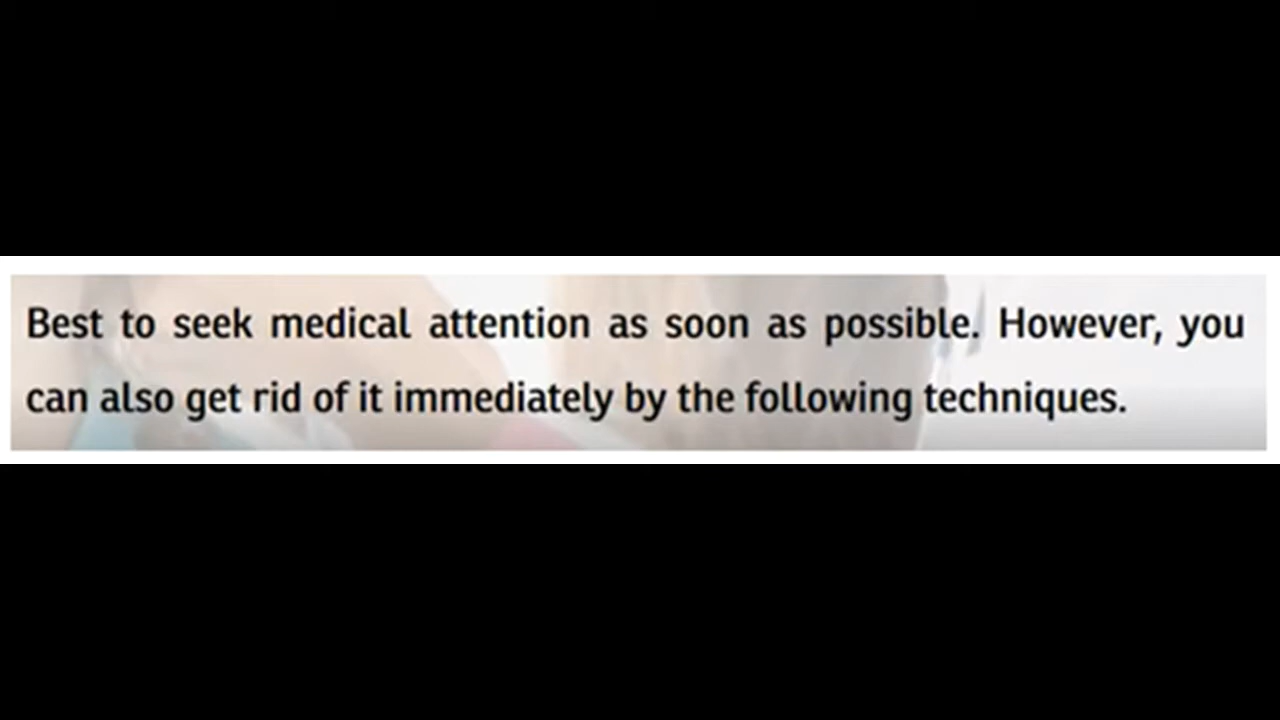 Best to seek medical attention as soon as possible. However, you
can also get rid of it immediately by the following techniques.